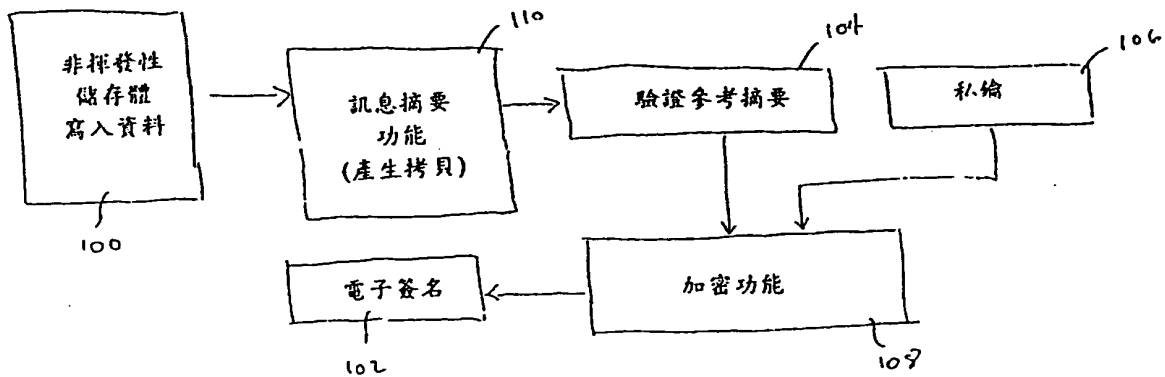 非揮發性
儲存體
寫入資料
100
110
訊息摘要
功能
(產生拷貝)
104
驗證參考摘要
106
私鑰
加密功能
108
電子簽名
102